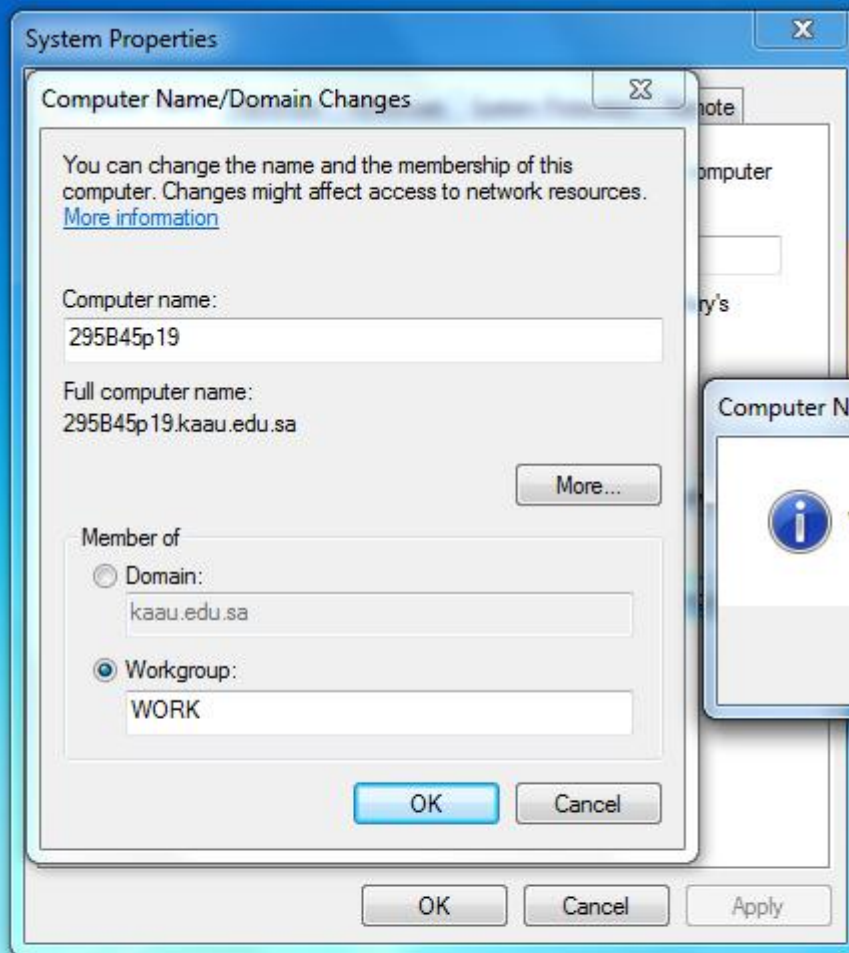 System Properties
Computer Name/Domain Changes
You can change the name and the membership of this
computer. Changes might affect access to network resources.
More information
Computer name:
295B45p19
Full computer name:
295B45p19.kaau.edu.sa
More...
Member of
Domain:
kaau.edu.sa
Workgroup:
WORK
OK
Cancel
mote
omputer
ry's
Computer N
OK
Cancel
Apply